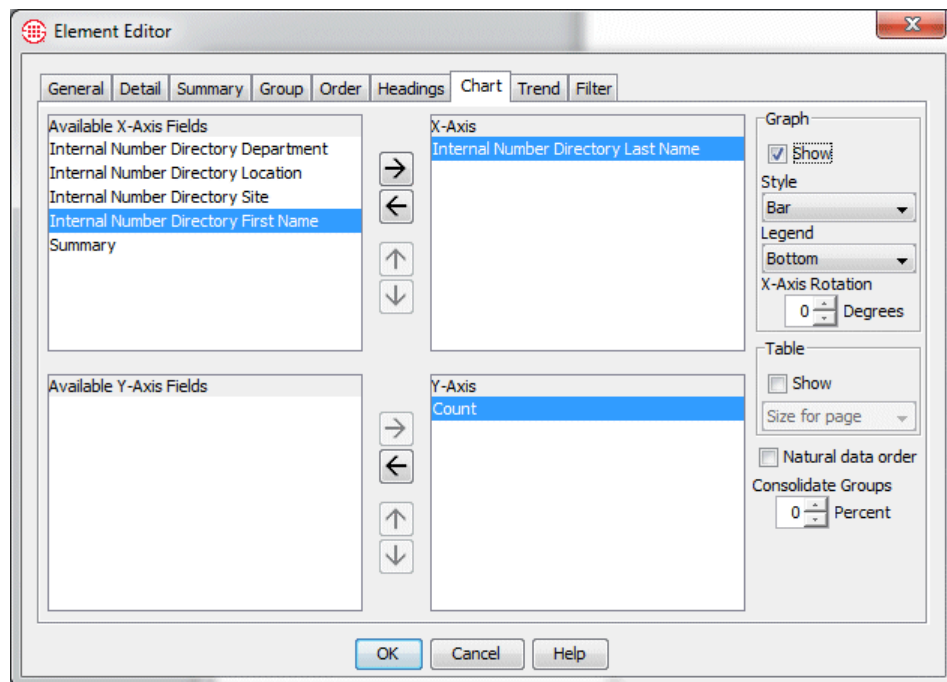 Element Editor
General Detail Summary Group Order Headings Chart Trend Filter
Available X-Axis Fields
Internal Number Directory Department
Internal Number Directory Location
Internal Number Directory Site
Internal Number Directory First Name
Summary
X-Axis
Internal Number Directory Last Name
Graph
Show
Style
Bar
Legend
Bottom
X-Axis Rotation
0 Degrees
Available Y-Axis Fields
Y-Axis
Count
Table
Show
Size for page
Natural data order
Consolidate Groups
0 Percent
OK Cancel Help